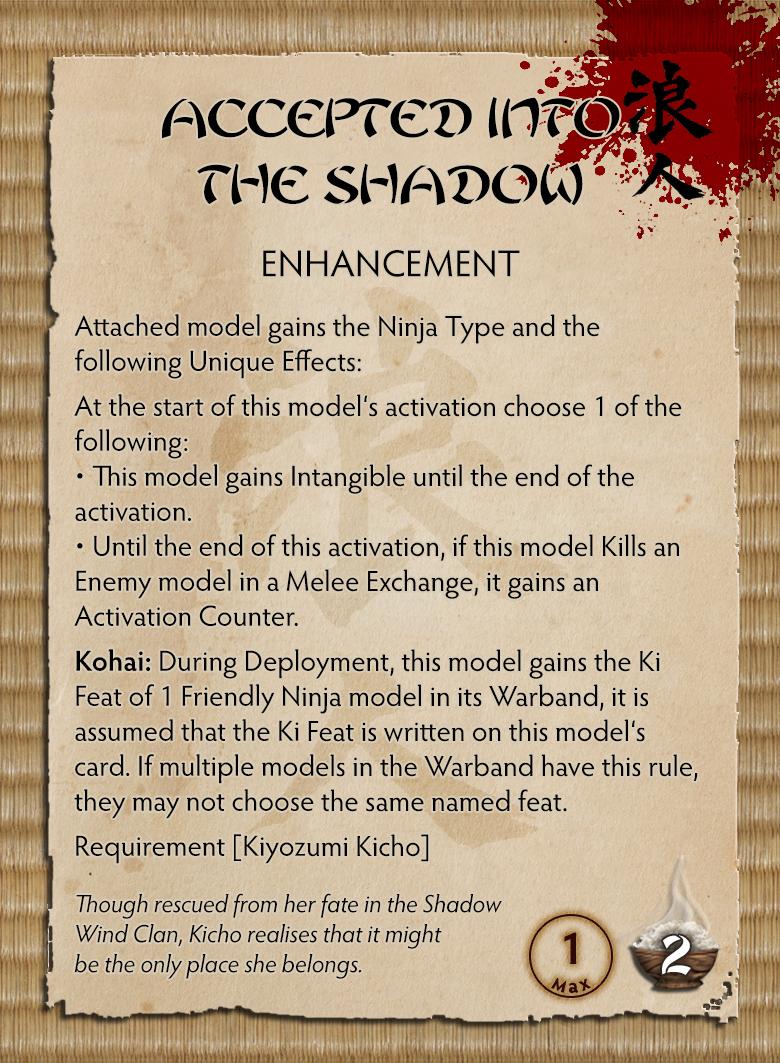 ACCEPTED INTO
THE SHADOW
浪
人
ENHANCEMENT
Attached model gains the Ninja Type and the
following Unique Effects:
At the start of this model's activation choose 1 of the
following:
• This model gains Intangible until the end of the
activation.
• Until the end of this activation, if this model Kills an
Enemy model in a Melee Exchange, it gains an
Activation Counter.
Kohai: During Deployment, this model gains the Ki
Feat of 1 Friendly Ninja model in its Warband, it is
assumed that the Ki Feat is written on this model's
card. If multiple models in the Warband have this rule,
they may not choose the same named feat.
Requirement [Kiyozumi Kicho]
Though rescued from her fate in the Shadow
Wind Clan, Kicho realises that it might
be the only place she belongs.
1
Max
2